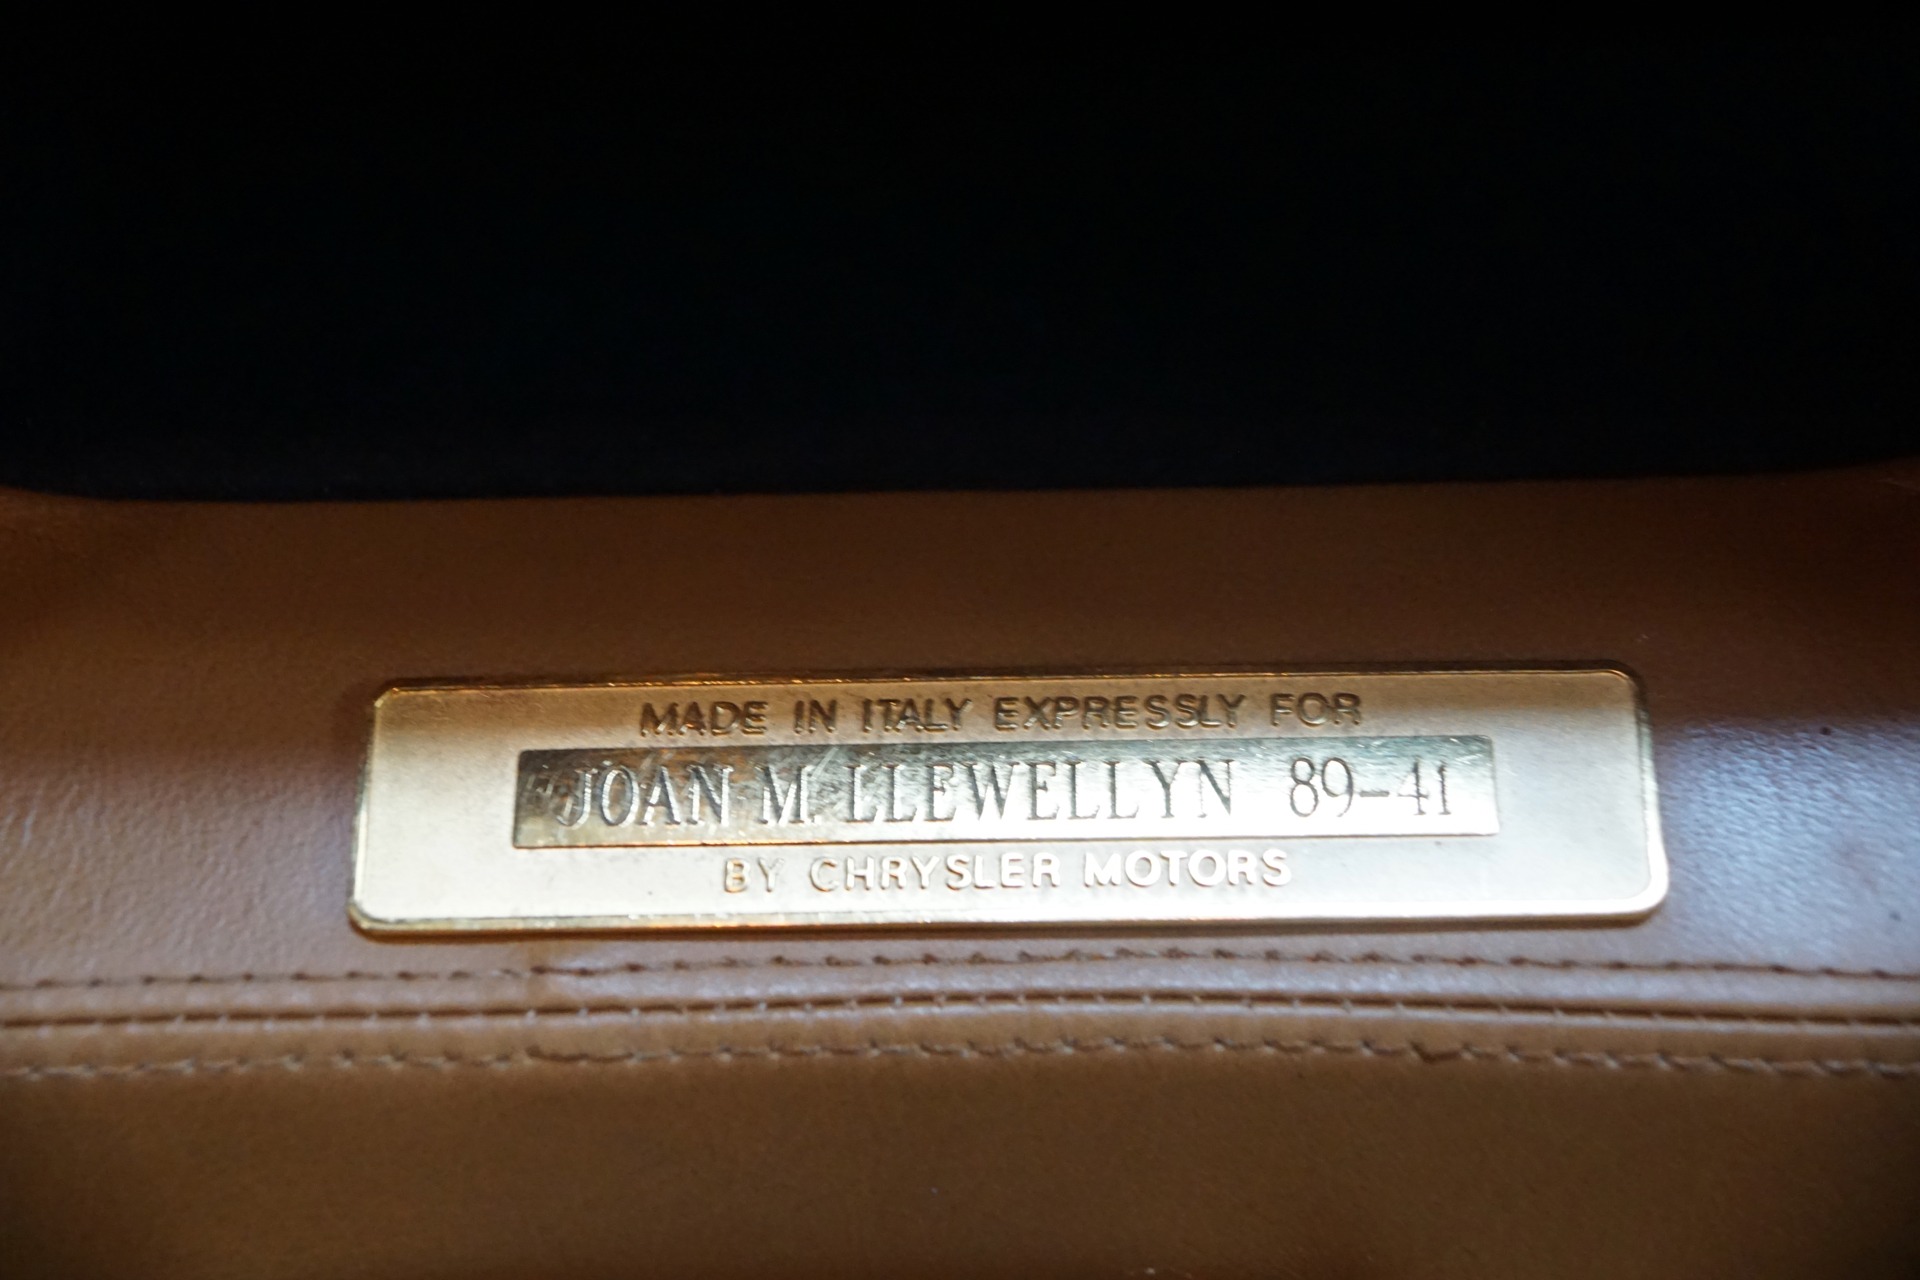 MADE IN ITALY EXPRESSLY FOR
JOAN M. LLEWELLYN 89-41
BY CHRYSLER MOTORS